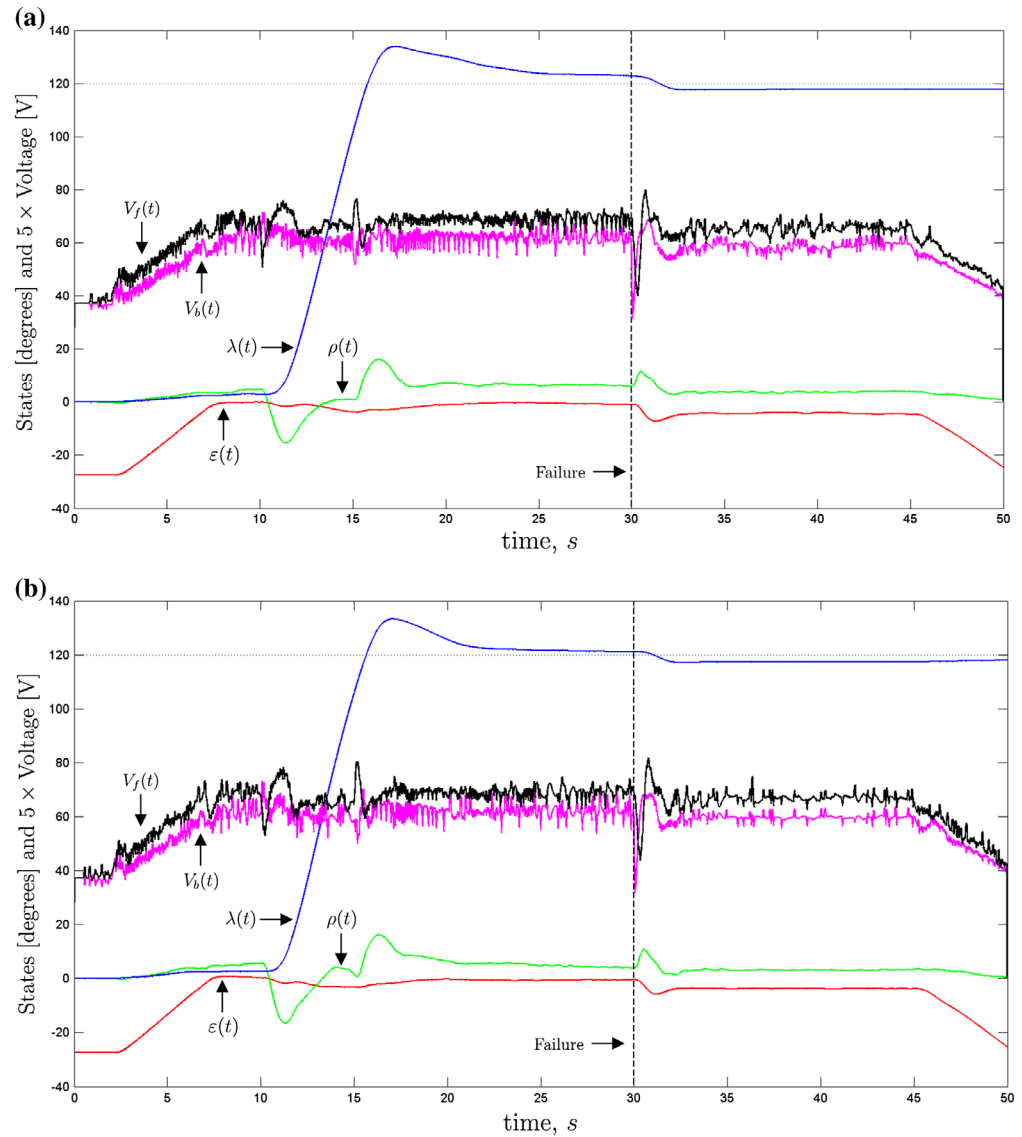 (a)
140
120
100
80
60
40
20
0
-20
-40
States [degrees] and 5 × Voltage [V]
V_f(t)
V_b(t)
λ(t)
ρ(t)
ε(t)
Failure
0 5 10 15 20 25 30 35 40 45 50
time, s
(b)
140
120
100
80
60
40
20
0
-20
-40
States [degrees] and 5 × Voltage [V]
V_f(t)
V_b(t)
λ(t)
ρ(t)
ε(t)
Failure
0 5 10 15 20 25 30 35 40 45 50
time, s